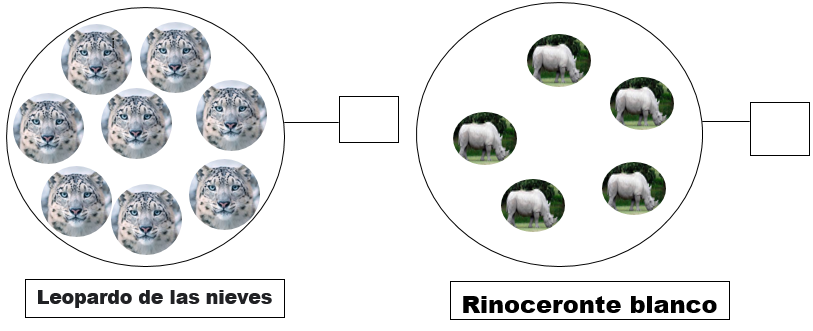 Leopardo de las nieves
Rinoceronte blanco